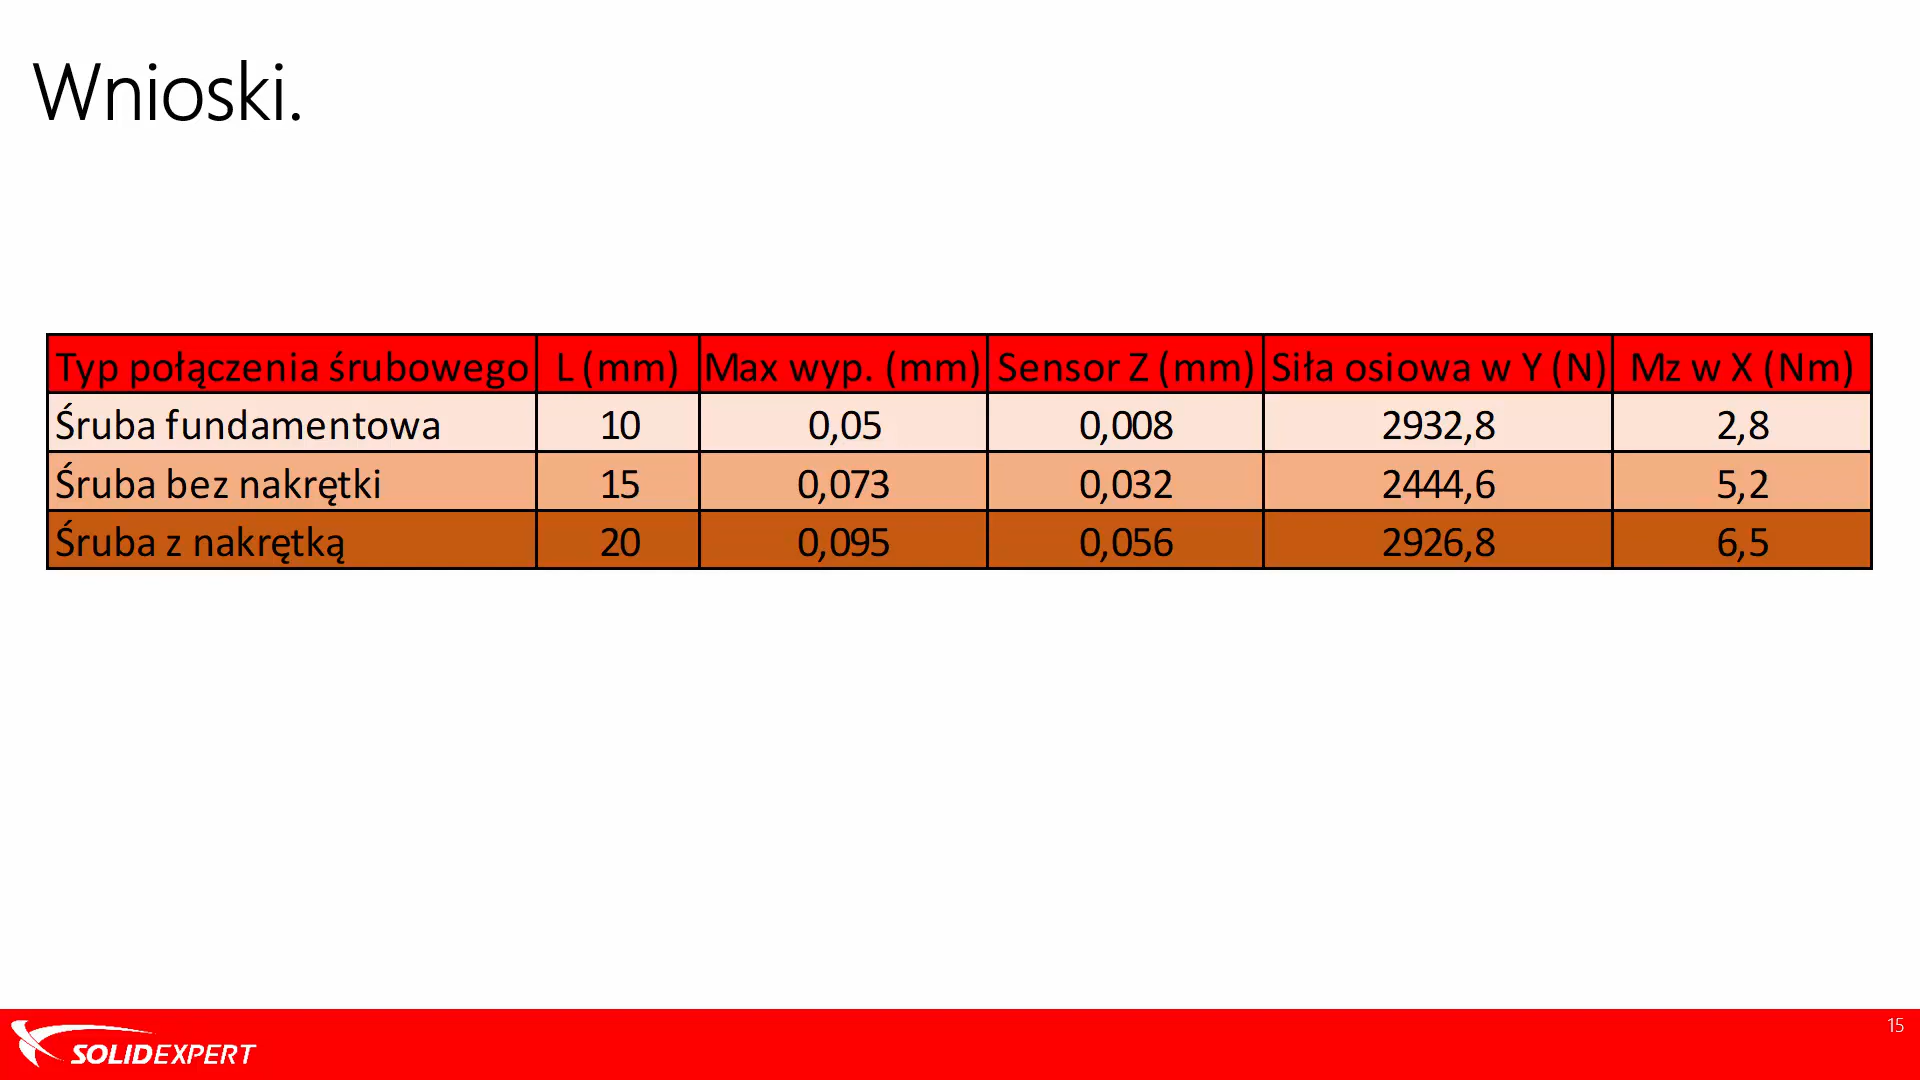 Wnioski.
Typ połączenia śrubowego L (mm) Max wyp. (mm) Sensor Z (mm) Siła osiowa w Y (N) Mz w X (Nm)
Śruba fundamentowa 10 0,05 0,008 2932,8 2,8
Śruba bez nakrętki 15 0,073 0,032 2444,6 5,2
Śruba z nakrętką 20 0,095 0,056 2926,8 6,5
15
SOLIDEXPERT